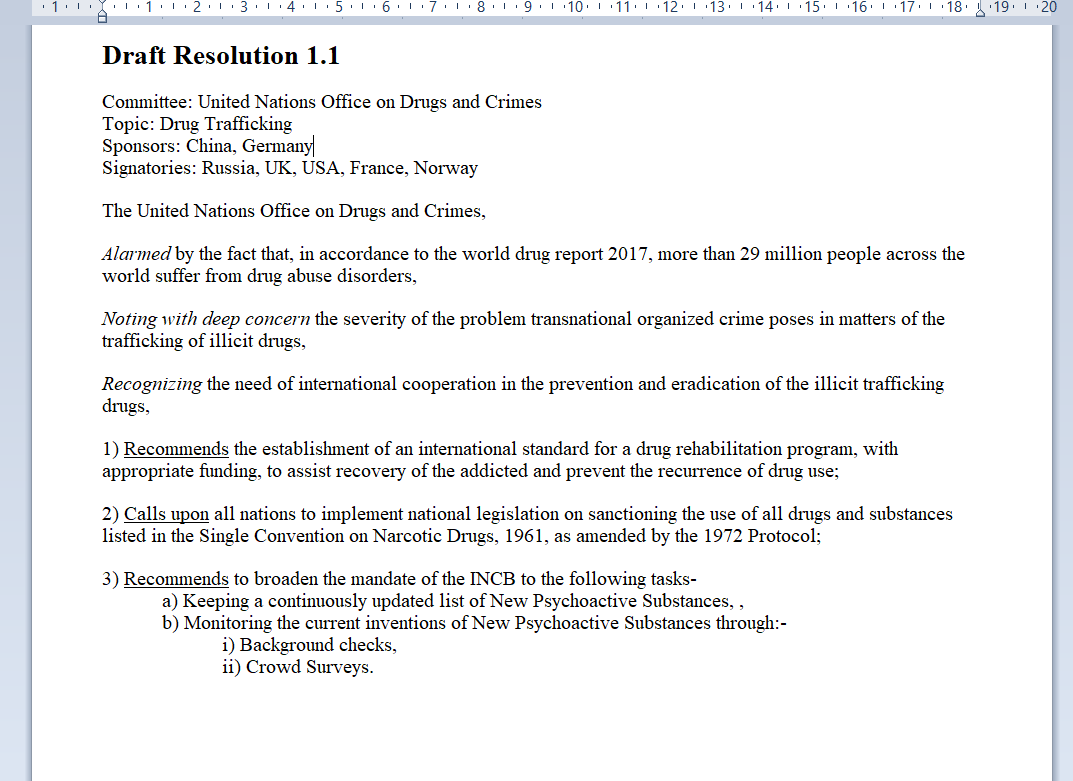 1 1 2 3 4 5 6 7 8 9 10 11 12 13 14 15 16 17 18 19 20
Draft Resolution 1.1
Committee: United Nations Office on Drugs and Crimes
Topic: Drug Trafficking
Sponsors: China, Germany
Signatories: Russia, UK, USA, France, Norway
The United Nations Office on Drugs and Crimes,
Alarmed by the fact that, in accordance to the world drug report 2017, more than 29 million people across the
world suffer from drug abuse disorders,
Noting with deep concern the severity of the problem transnational organized crime poses in matters of the
trafficking of illicit drugs,
Recognizing the need of international cooperation in the prevention and eradication of the illicit trafficking
drugs,
1) Recommends the establishment of an international standard for a drug rehabilitation program, with
appropriate funding, to assist recovery of the addicted and prevent the recurrence of drug use;
2) Calls upon all nations to implement national legislation on sanctioning the use of all drugs and substances
listed in the Single Convention on Narcotic Drugs, 1961, as amended by the 1972 Protocol;
3) Recommends to broaden the mandate of the INCB to the following tasks-
a) Keeping a continuously updated list of New Psychoactive Substances, ,
b) Monitoring the current inventions of New Psychoactive Substances through:-
i) Background checks,
ii) Crowd Surveys.